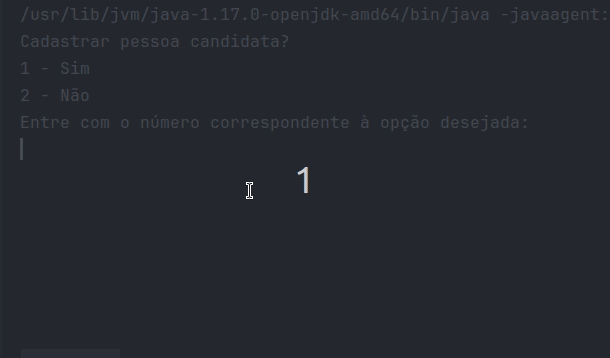 /usr/lib/jvm/java-1.17.0-openjdk-amd64/bin/java -javaagent:
Cadastrar pessoa candidata?
1 - Sim
2 - Não
Entre com o número correspondente à opção desejada:
1